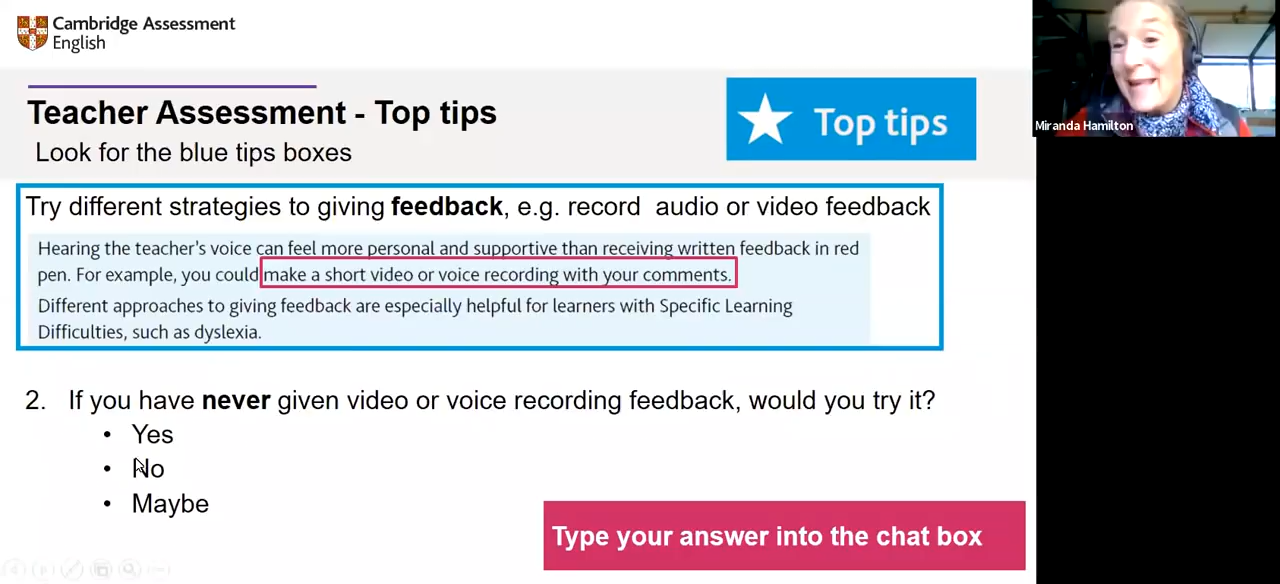 Cambridge Assessment
English
Teacher Assessment - Top tips
Look for the blue tips boxes
Top tips
Miranda Hamilton
Try different strategies to giving feedback, e.g. record audio or video feedback
Hearing the teacher's voice can feel more personal and supportive than receiving written feedback in red
pen. For example, you could make a short video or voice recording with your comments.
Different approaches to giving feedback are especially helpful for learners with Specific Learning
Difficulties, such as dyslexia.
2. If you have never given video or voice recording feedback, would you try it?
• Yes
• No
• Maybe
Type your answer into the chat box